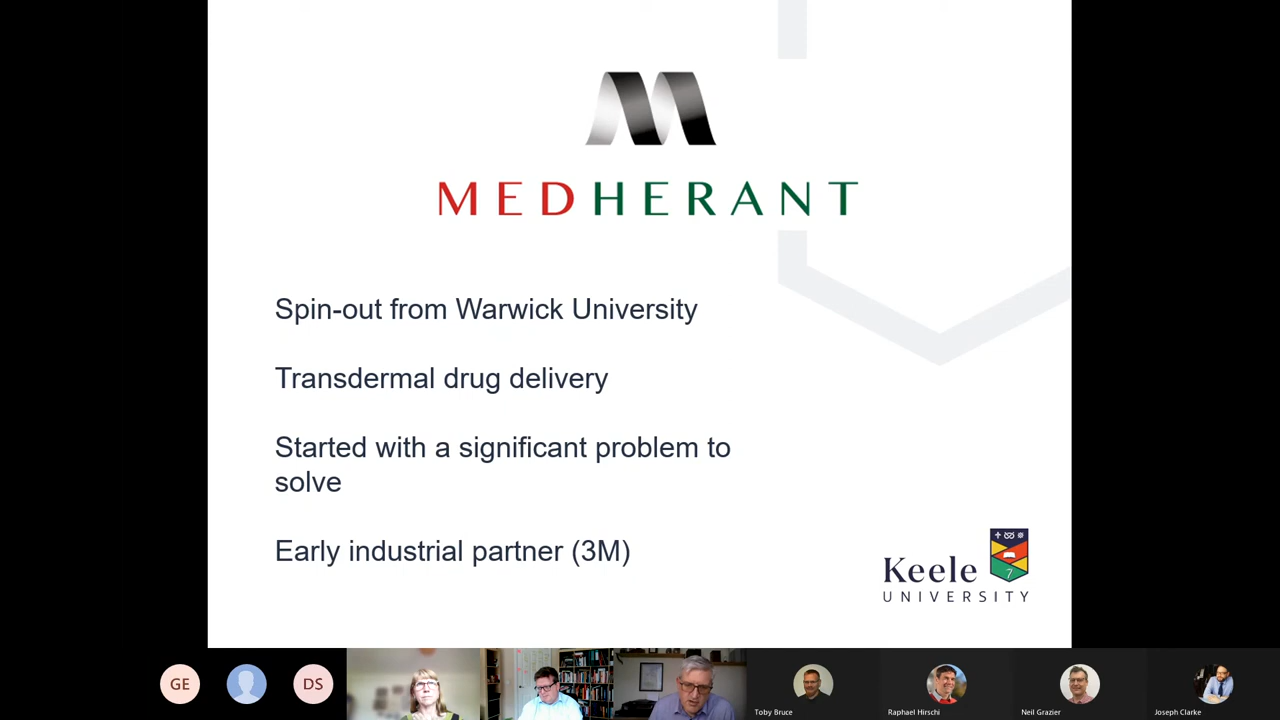 MEDHERANT
Spin-out from Warwick University
Transdermal drug delivery
Started with a significant problem to
solve
Early industrial partner (3M)
Keele
UNIVERSITY
GE
DS
Toby Bruce
Raphael Hirschi
Neil Grazier
Joseph Clarke